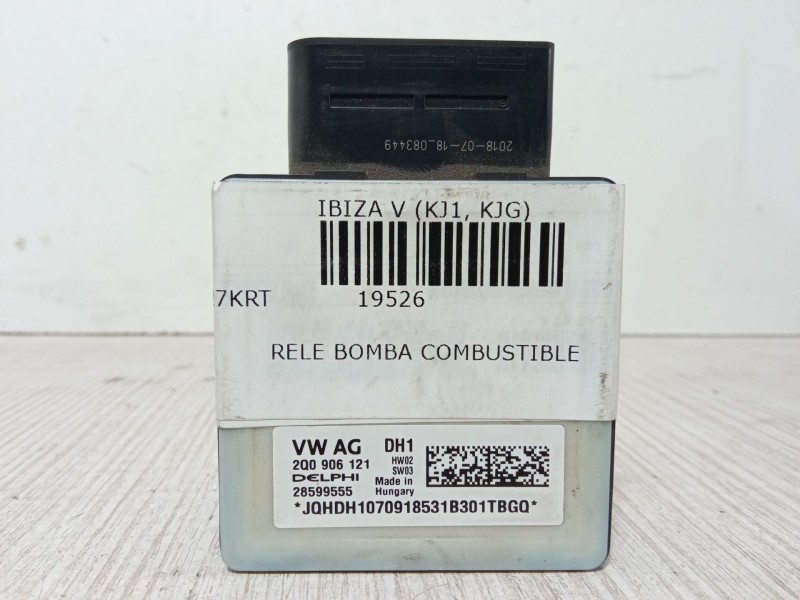 2018-07-18_083449
IBIZA V (KJ1, KJG)
7KRT 19526
RELE BOMBA COMBUSTIBLE
VW AG DH1
2Q0 906 121 HW02
SW03
DELPHI Made in
28599555 Hungary
*JQHDH1070918531B301TBGQ*